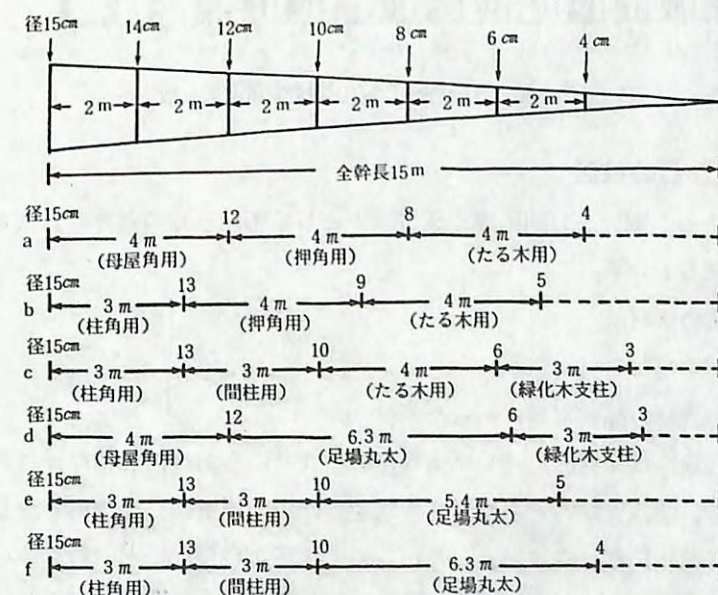 径15cm 14cm 12cm 10cm 8cm 6cm 4cm
2m 2m 2m 2m 2m 2m
全幹長15m
径15cm 12 8 4
a 4m 4m 4m
(母屋角用) (押角用) (たる木用)
径15cm 13 9 5
b 3m 4m 4m
(柱角用) (押角用) (たる木用)
径15cm 13 10 6 3
c 3m 3m 4m 3m
(柱角用) (間柱用) (たる木用) (緑化木支柱)
径15cm 12 6 3
d 4m 6.3m 3m
(母屋角用) (足場丸太) (緑化木支柱)
径15cm 13 10 5
e 3m 3m 5.4m
(柱角用) (間柱用) (足場丸太)
径15cm 13 10 4
f 3m 3m 6.3m
(柱角用) (間柱用) (足場丸太)